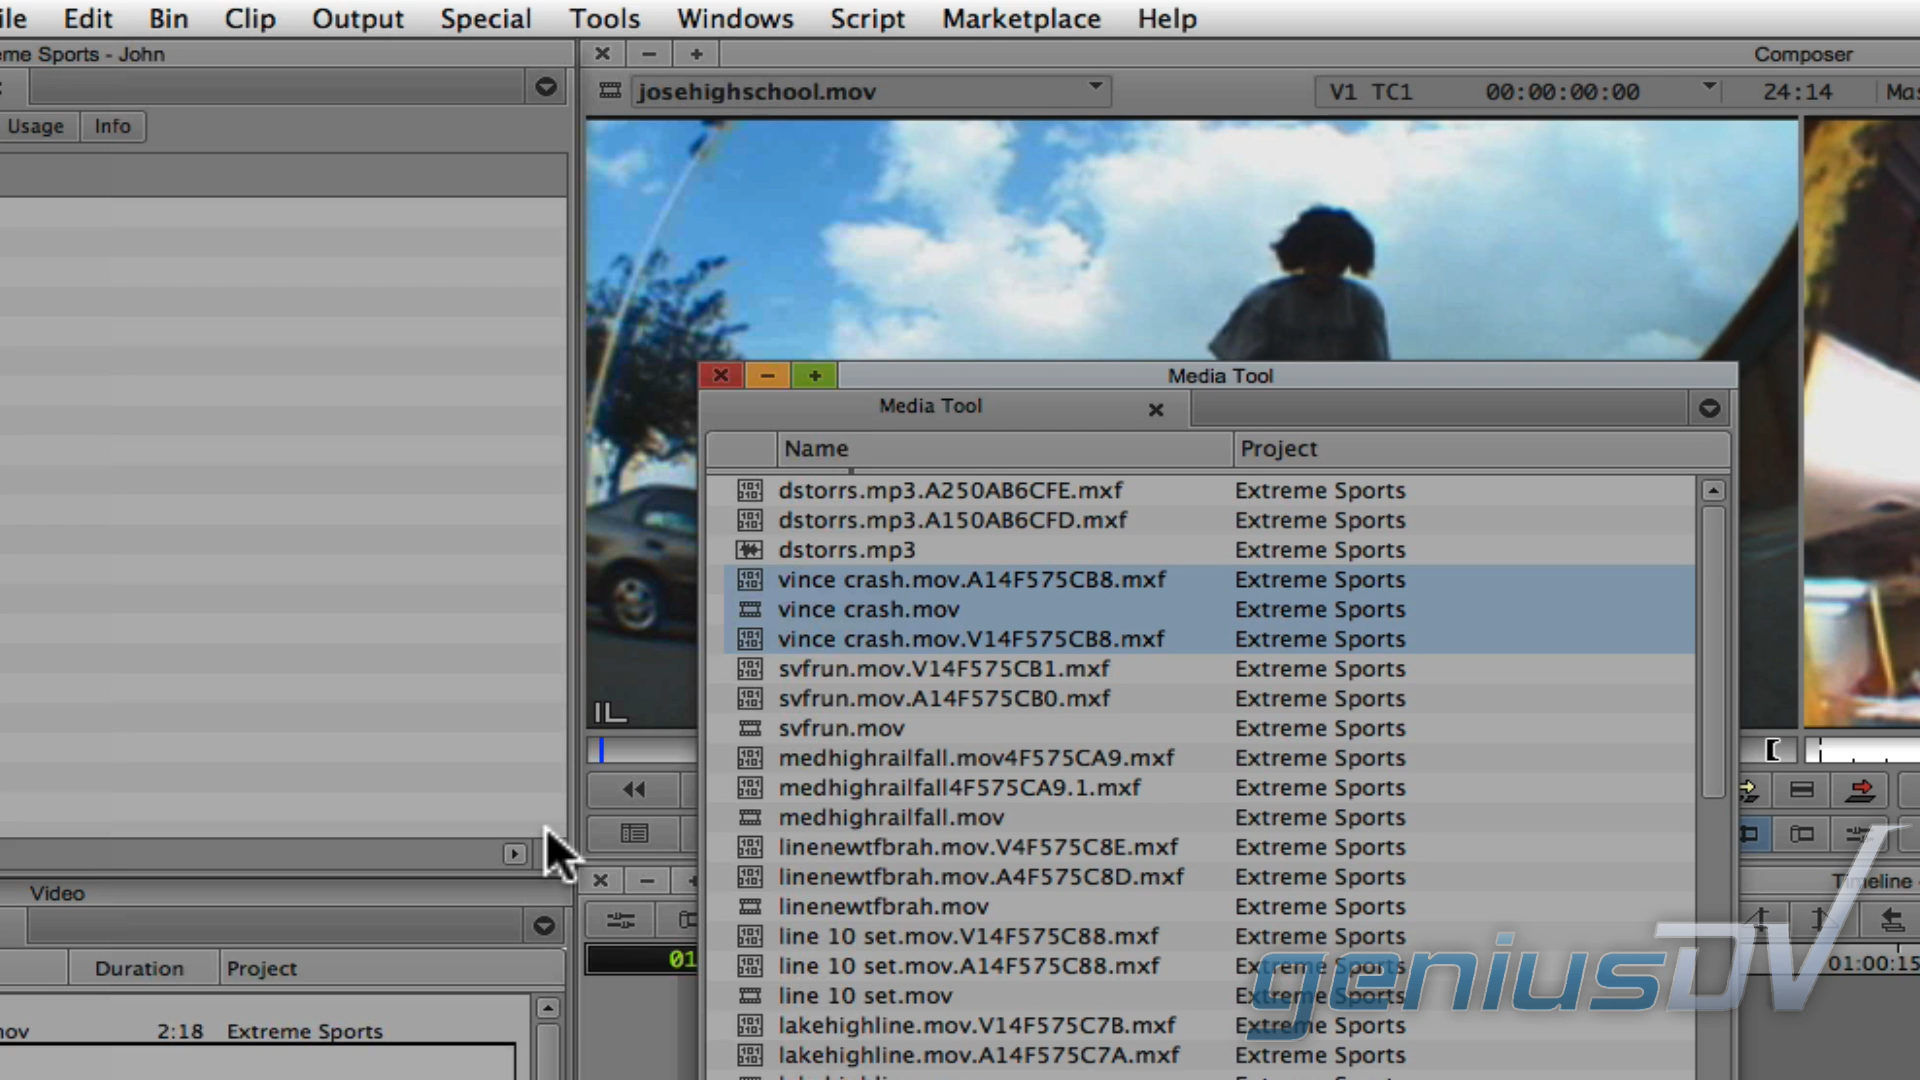 ile Edit Bin Clip Output Special Tools Windows Script Marketplace Help
eme Sports - John
Composer
josehighschool.mov
V1 TC1 00:00:00:00 24:14 Mas
Usage Info
Media Tool
Media Tool
Name Project
dstorrs.mp3.A250AB6CFE.mxf Extreme Sports
dstorrs.mp3.A150AB6CFD.mxf Extreme Sports
dstorrs.mp3 Extreme Sports
vince crash.mov.A14F575CB8.mxf Extreme Sports
vince crash.mov Extreme Sports
vince crash.mov.V14F575CB8.mxf Extreme Sports
svfrun.mov.V14F575CB1.mxf Extreme Sports
svfrun.mov.A14F575CB0.mxf Extreme Sports
svfrun.mov Extreme Sports
medhighrailfall.mov4F575CA9.mxf Extreme Sports
medhighrailfall4F575CA9.1.mxf Extreme Sports
medhighrailfall.mov Extreme Sports
linenewtfbrah.mov.V4F575C8E.mxf Extreme Sports
linenewtfbrah.mov.A4F575C8D.mxf Extreme Sports
linenewtfbrah.mov Extreme Sports
line 10 set.mov.V14F575C88.mxf Extreme Sports
line 10 set.mov.A14F575C88.mxf Extreme Sports
line 10 set.mov Extreme Sports
lakehighline.mov.V14F575C7B.mxf Extreme Sports
lakehighline.mov.A14F575C7A.mxf Extreme Sports
Video
Duration Project
nov 2:18 Extreme Sports
01
Timeline
01:00:15
geniusDV